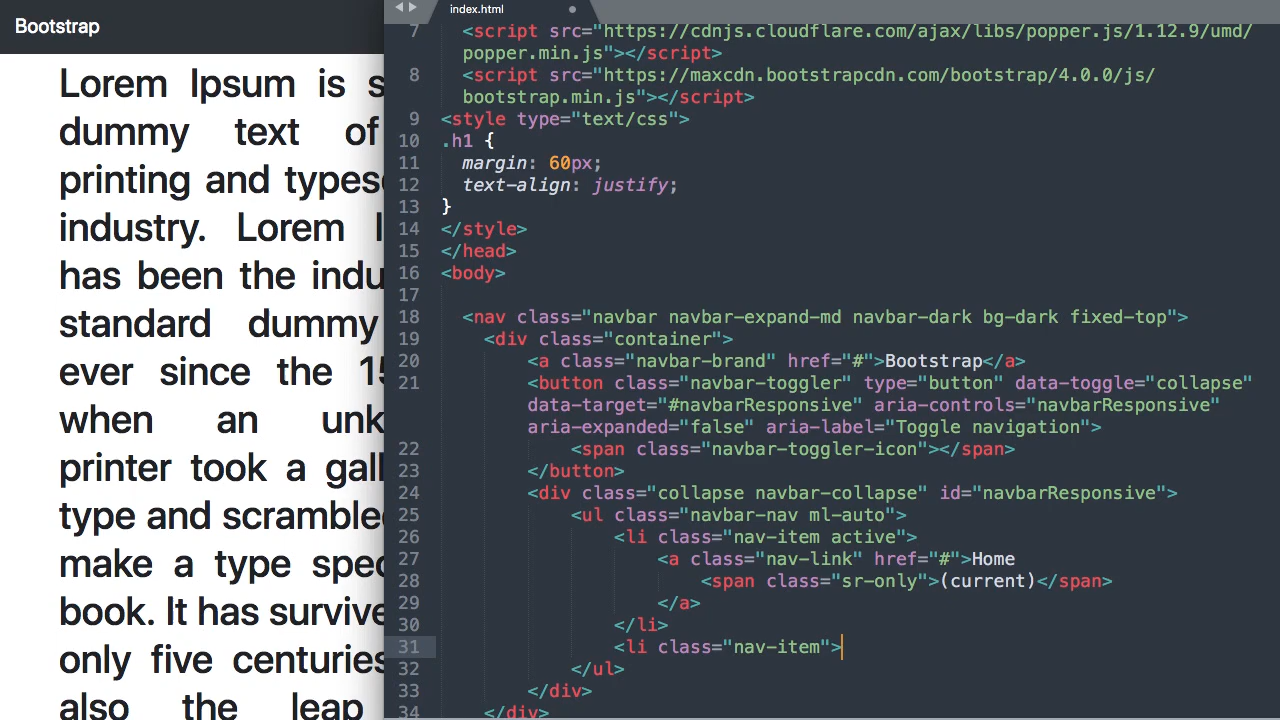 Bootstrap
Lorem Ipsum is s
dummy text of
printing and types
industry. Lorem I
has been the indu
standard dummy
ever since the 15
when an unk
printer took a gall
type and scramble
make a type spec
book. It has survive
only five centuries
also the leap
index.html
7 <script src="https://cdnjs.cloudflare.com/ajax/libs/popper.js/1.12.9/umd/
popper.min.js"></script>
8 <script src="https://maxcdn.bootstrapcdn.com/bootstrap/4.0.0/js/
bootstrap.min.js"></script>
9 <style type="text/css">
10 .h1 {
11 margin: 60px;
12 text-align: justify;
13 }
14 </style>
15 </head>
16 <body>
17
18 <nav class="navbar navbar-expand-md navbar-dark bg-dark fixed-top">
19 <div class="container">
20 <a class="navbar-brand" href="#">Bootstrap</a>
21 <button class="navbar-toggler" type="button" data-toggle="collapse"
data-target="#navbarResponsive" aria-controls="navbarResponsive"
aria-expanded="false" aria-label="Toggle navigation">
22 <span class="navbar-toggler-icon"></span>
23 </button>
24 <div class="collapse navbar-collapse" id="navbarResponsive">
25 <ul class="navbar-nav ml-auto">
26 <li class="nav-item active">
27 <a class="nav-link" href="#">Home
28 <span class="sr-only">(current)</span>
29 </a>
30 </li>
31 <li class="nav-item">
32 </ul>
33 </div>
34 </div>